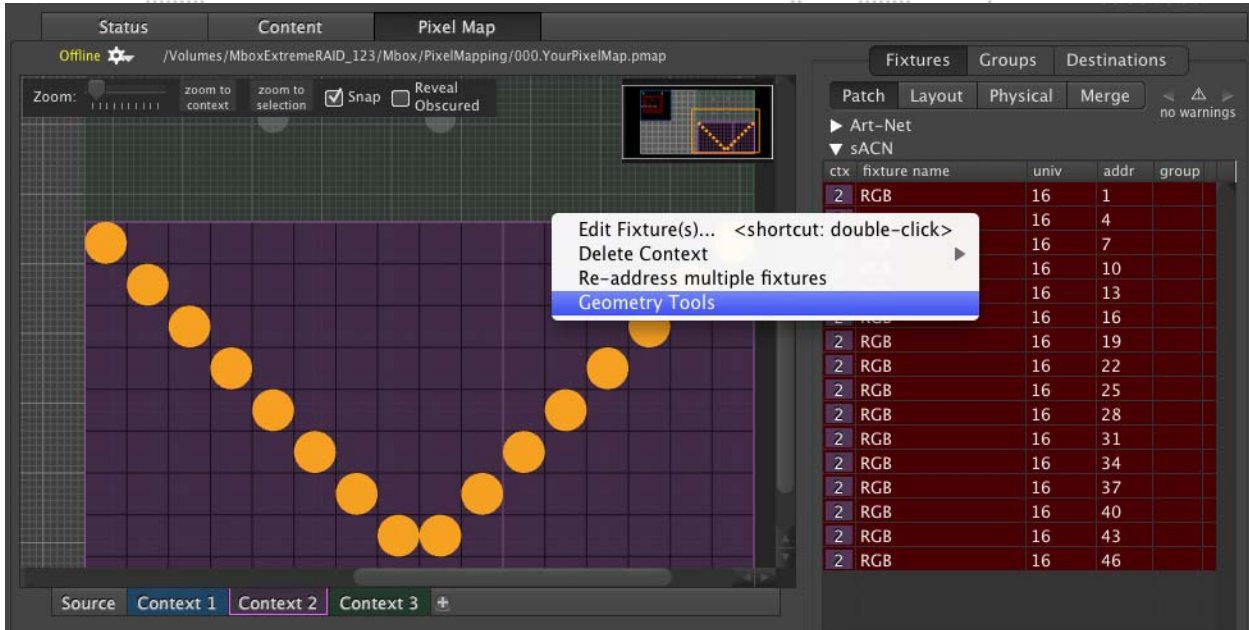 Status Content Pixel Map
Offline /Volumes/MboxExtremeRAID_123/Mbox/PixelMapping/000.YourPixelMap.pmap
Zoom: zoom to context zoom to selection Snap Reveal Obscured
Fixtures Groups Destinations
Patch Layout Physical Merge no warnings
Art-Net
sACN
ctx fixture name univ addr group
2 RGB 16 1
16 4
16 7
16 10
16 13
16 16
2 RGB 16 19
2 RGB 16 22
2 RGB 16 25
2 RGB 16 28
2 RGB 16 31
2 RGB 16 34
2 RGB 16 37
2 RGB 16 40
2 RGB 16 43
2 RGB 16 46
Edit Fixture(s)... <shortcut: double-click>
Delete Context
Re-address multiple fixtures
Geometry Tools
Source Context 1 Context 2 Context 3